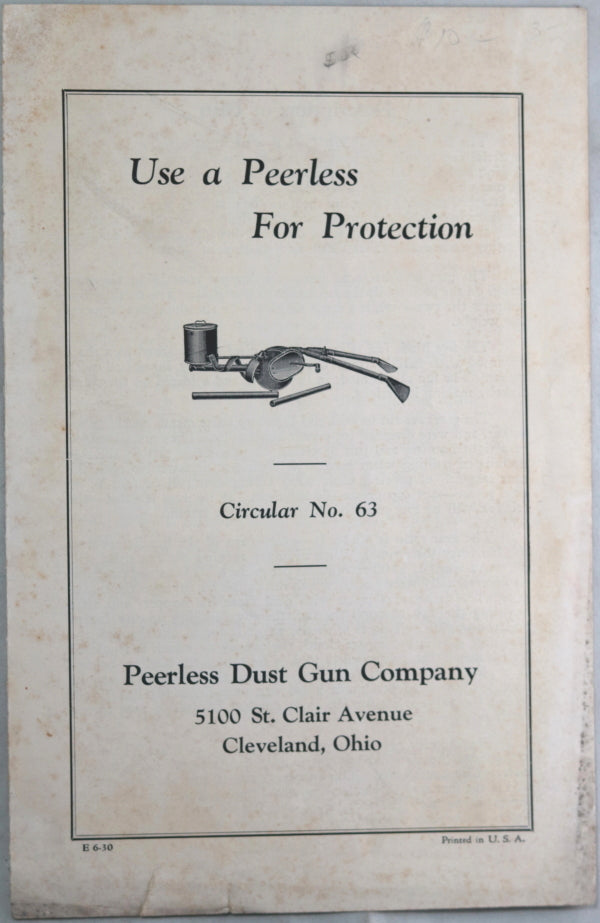 Use a Peerless
For Protection
Circular No. 63
Peerless Dust Gun Company
5100 St. Clair Avenue
Cleveland, Ohio
E 6-30
Printed in U. S. A.